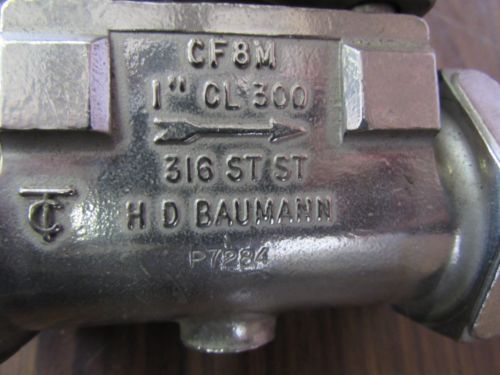 CF8M
1" CL 300
316 ST ST
H D BAUMANN
P7284